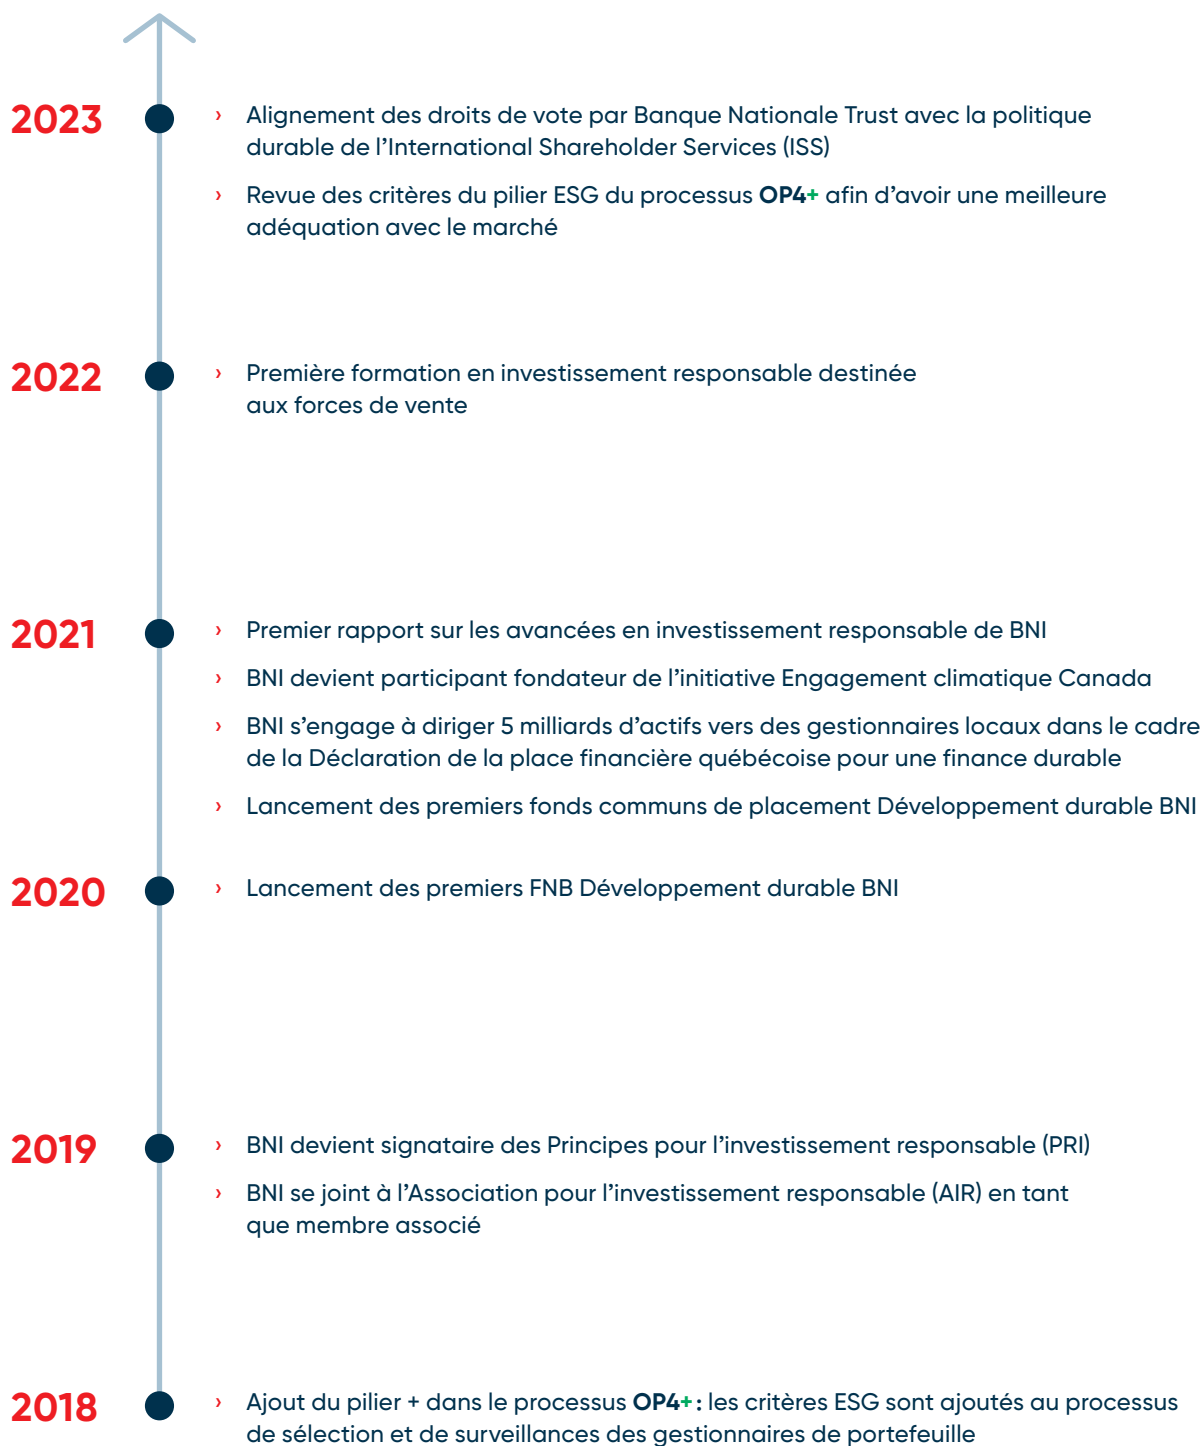 2023
› Alignement des droits de vote par Banque Nationale Trust avec la politique
durable de l’International Shareholder Services (ISS)
› Revue des critères du pilier ESG du processus OP4+ afin d’avoir une meilleure
adéquation avec le marché
2022
› Première formation en investissement responsable destinée
aux forces de vente
2021
› Premier rapport sur les avancées en investissement responsable de BNI
› BNI devient participant fondateur de l’initiative Engagement climatique Canada
› BNI s’engage à diriger 5 milliards d’actifs vers des gestionnaires locaux dans le cadre
de la Déclaration de la place financière québécoise pour une finance durable
› Lancement des premiers fonds communs de placement Développement durable BNI
2020
› Lancement des premiers FNB Développement durable BNI
2019
› BNI devient signataire des Principes pour l’investissement responsable (PRI)
› BNI se joint à l’Association pour l’investissement responsable (AIR) en tant
que membre associé
2018
› Ajout du pilier + dans le processus OP4+ : les critères ESG sont ajoutés au processus
de sélection et de surveillances des gestionnaires de portefeuille